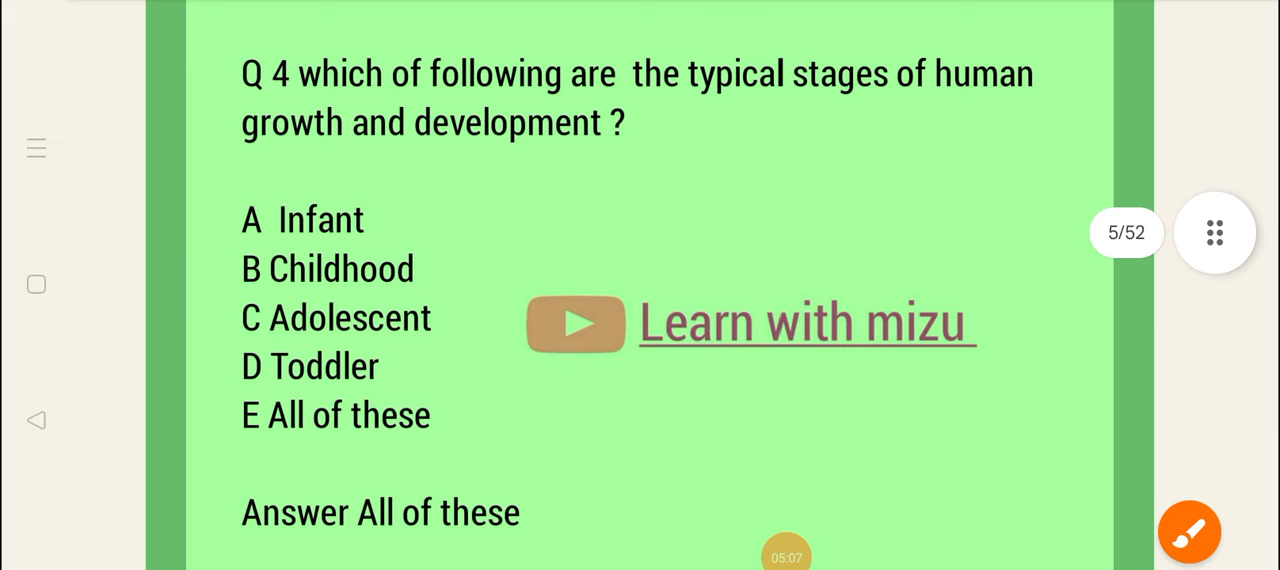 Q 4 which of following are the typical stages of human
growth and development ?
A Infant
B Childhood
C Adolescent
D Toddler
E All of these
Learn with mizu
5/52
Answer All of these
05:07